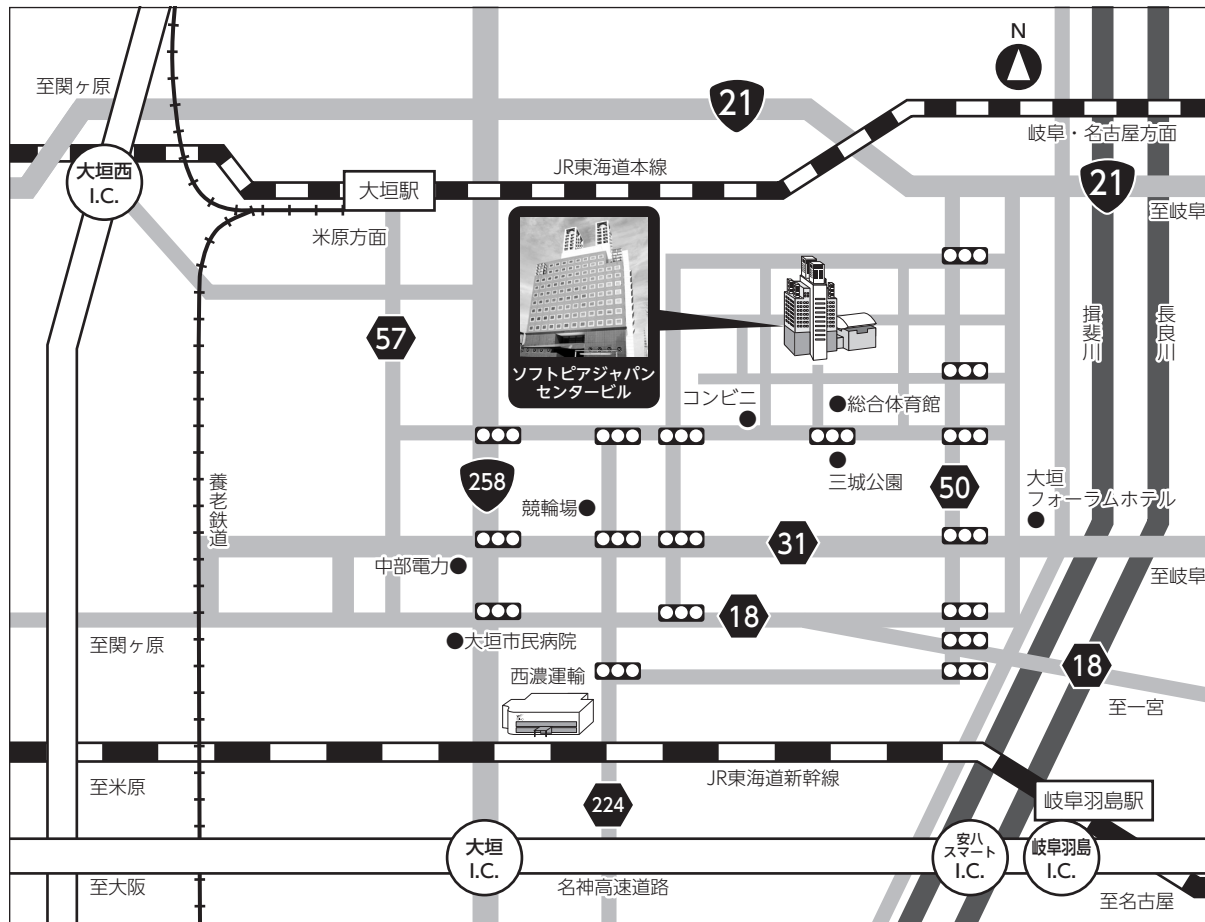 N
至関ヶ原
21
岐阜・名古屋方面
大垣西
I.C.
JR東海道本線
大垣駅
21
至岐阜
米原方面
揖斐川
長良川
57
ソフトピアジャパン
センタービル
コンビニ
総合体育館
養老鉄道
258
三城公園
50
大垣
フォーラムホテル
競輪場
31
中部電力
至岐阜
18
至関ヶ原
大垣市民病院
西濃運輸
18
至一宮
至米原
JR東海道新幹線
224
岐阜羽島駅
大垣
I.C.
安八
スマート
I.C.
岐阜羽島
I.C.
至大阪
名神高速道路
至名古屋